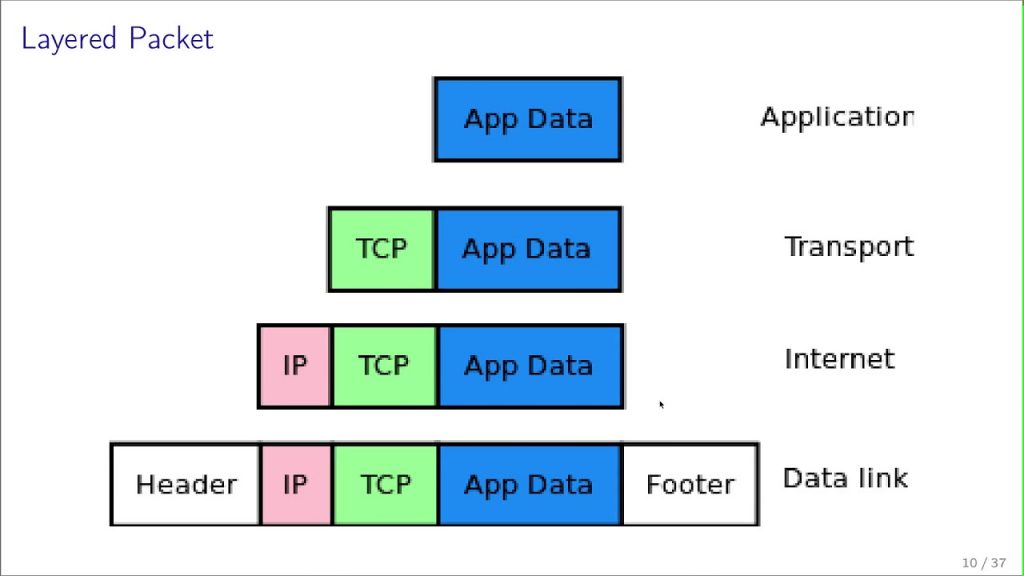 Layered Packet
App Data Application
TCP App Data Transport
IP TCP App Data Internet
Header IP TCP App Data Footer Data link
10 / 37